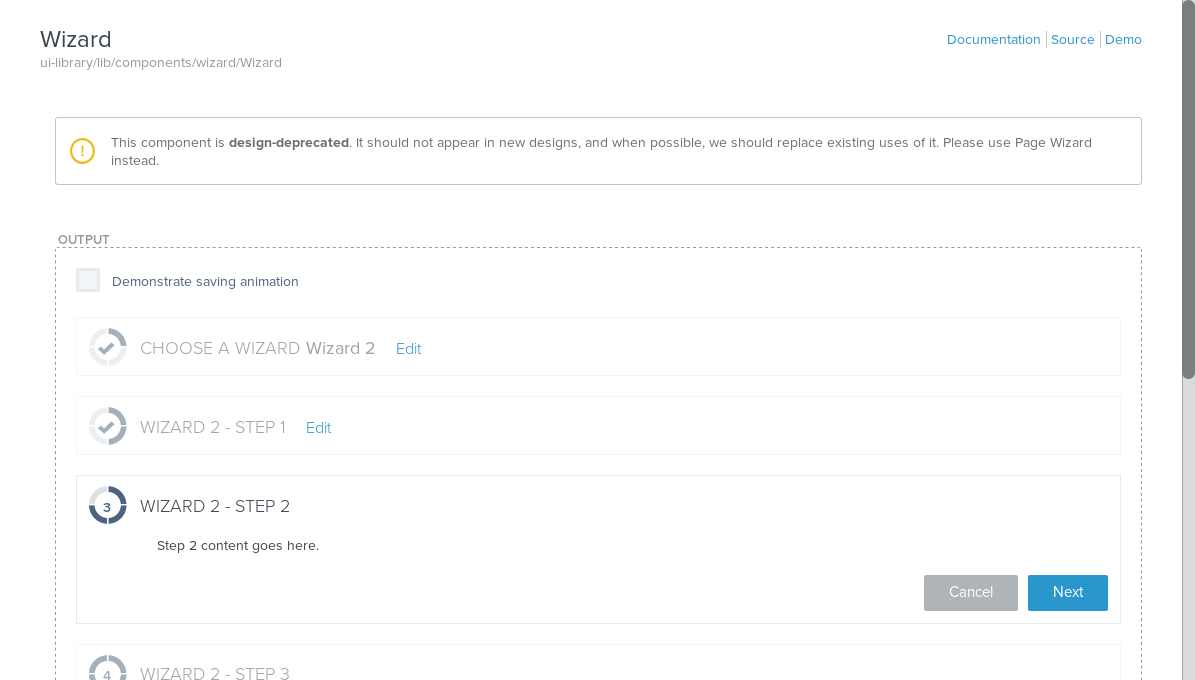 Wizard
Documentation Source Demo
ui-library/lib/components/wizard/Wizard
! This component is design-deprecated. It should not appear in new designs, and when possible, we should replace existing uses of it. Please use Page Wizard
instead.
OUTPUT
Demonstrate saving animation
CHOOSE A WIZARD Wizard 2 Edit
WIZARD 2 - STEP 1 Edit
3 WIZARD 2 - STEP 2
Step 2 content goes here.
Cancel Next
4 WIZARD 2 - STEP 3